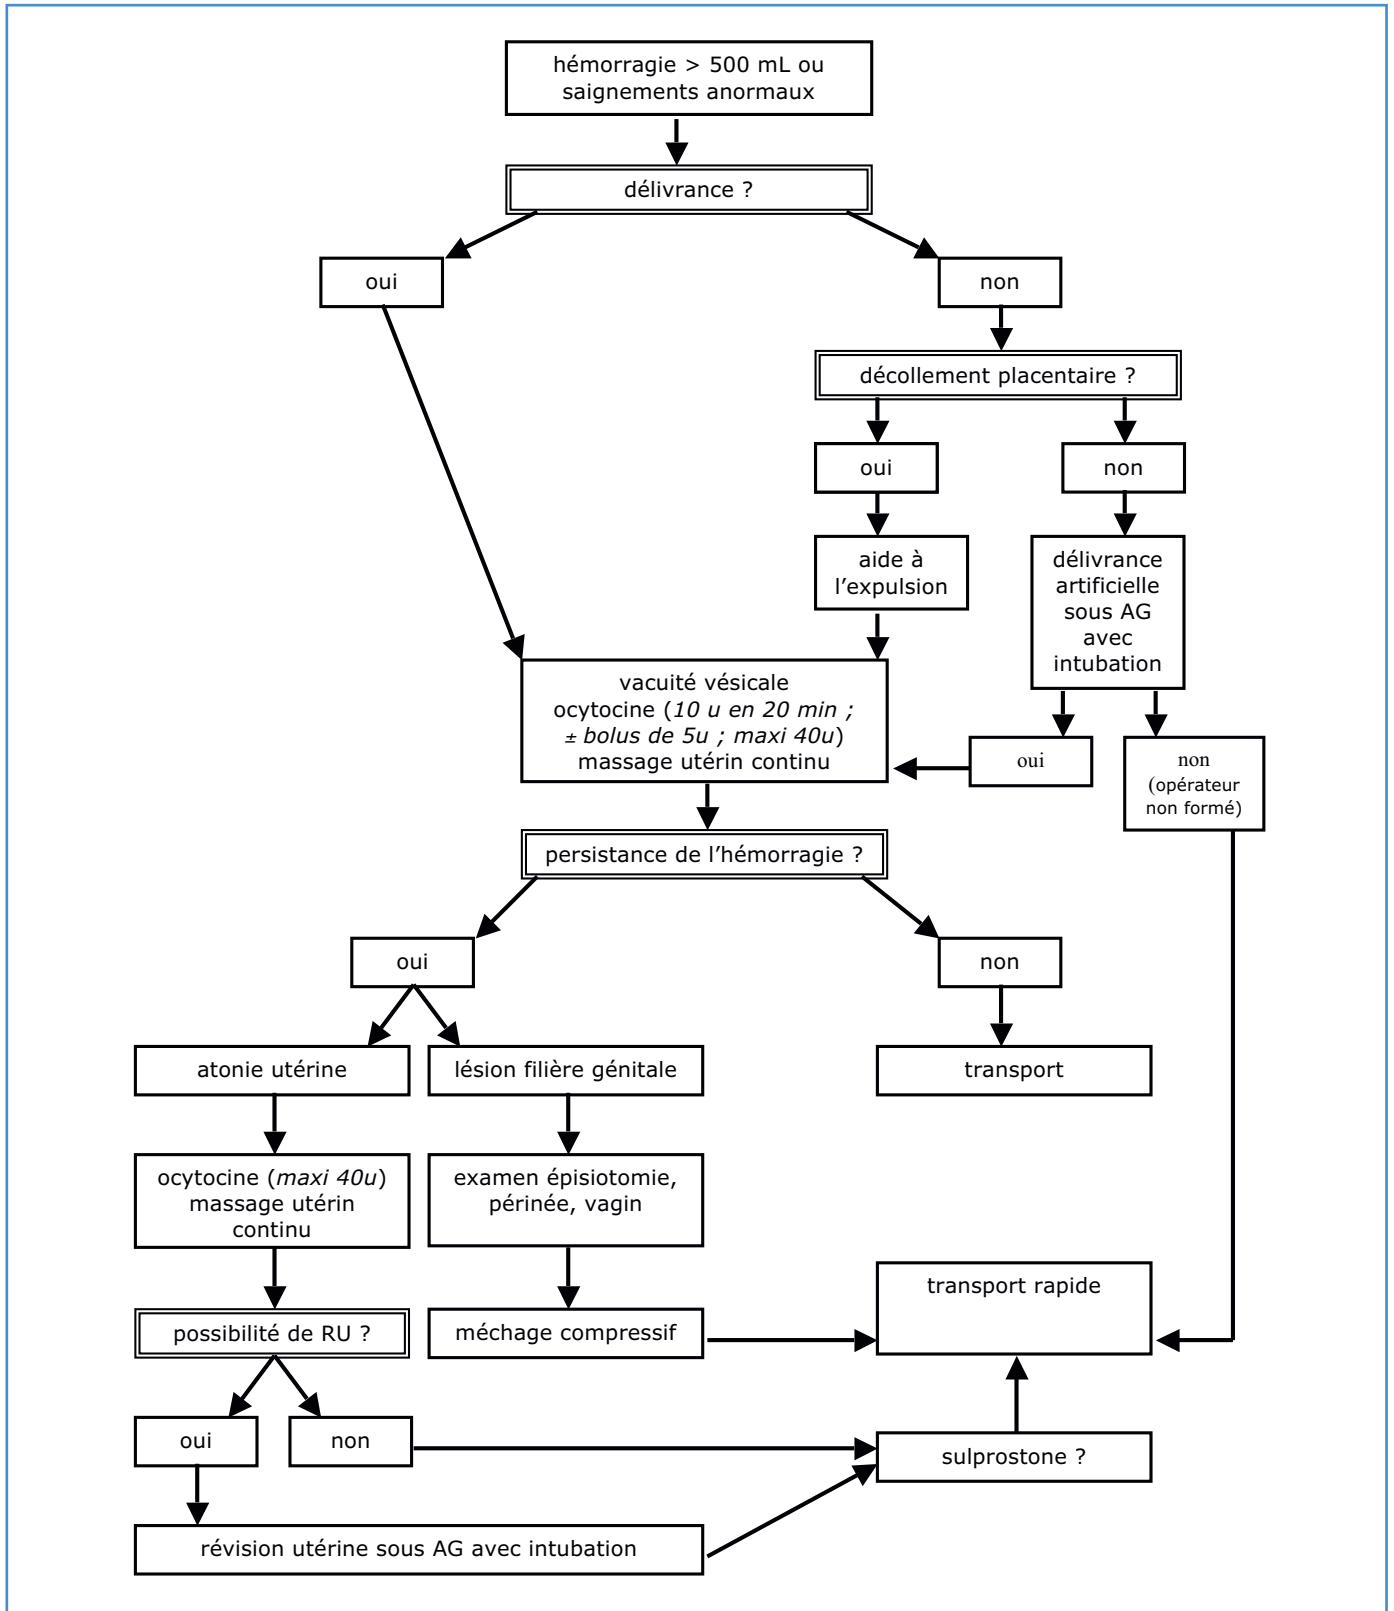 hémorragie > 500 mL ou
saignements anormaux
délivrance ?
oui
non
décollement placentaire ?
oui
non
aide à
l’expulsion
délivrance
artificielle
sous AG
avec
intubation
vacuité vésicale
ocytocine (10 u en 20 min ;
± bolus de 5u ; maxi 40u)
massage utérin continu
oui
non
(opérateur
non formé)
persistance de l’hémorragie ?
oui
non
atonie utérine
lésion filière génitale
transport
ocytocine (maxi 40u)
massage utérin
continu
examen épisiotomie,
périnée, vagin
transport rapide
possibilité de RU ?
méchage compressif
oui
non
sulprostone ?
révision utérine sous AG avec intubation